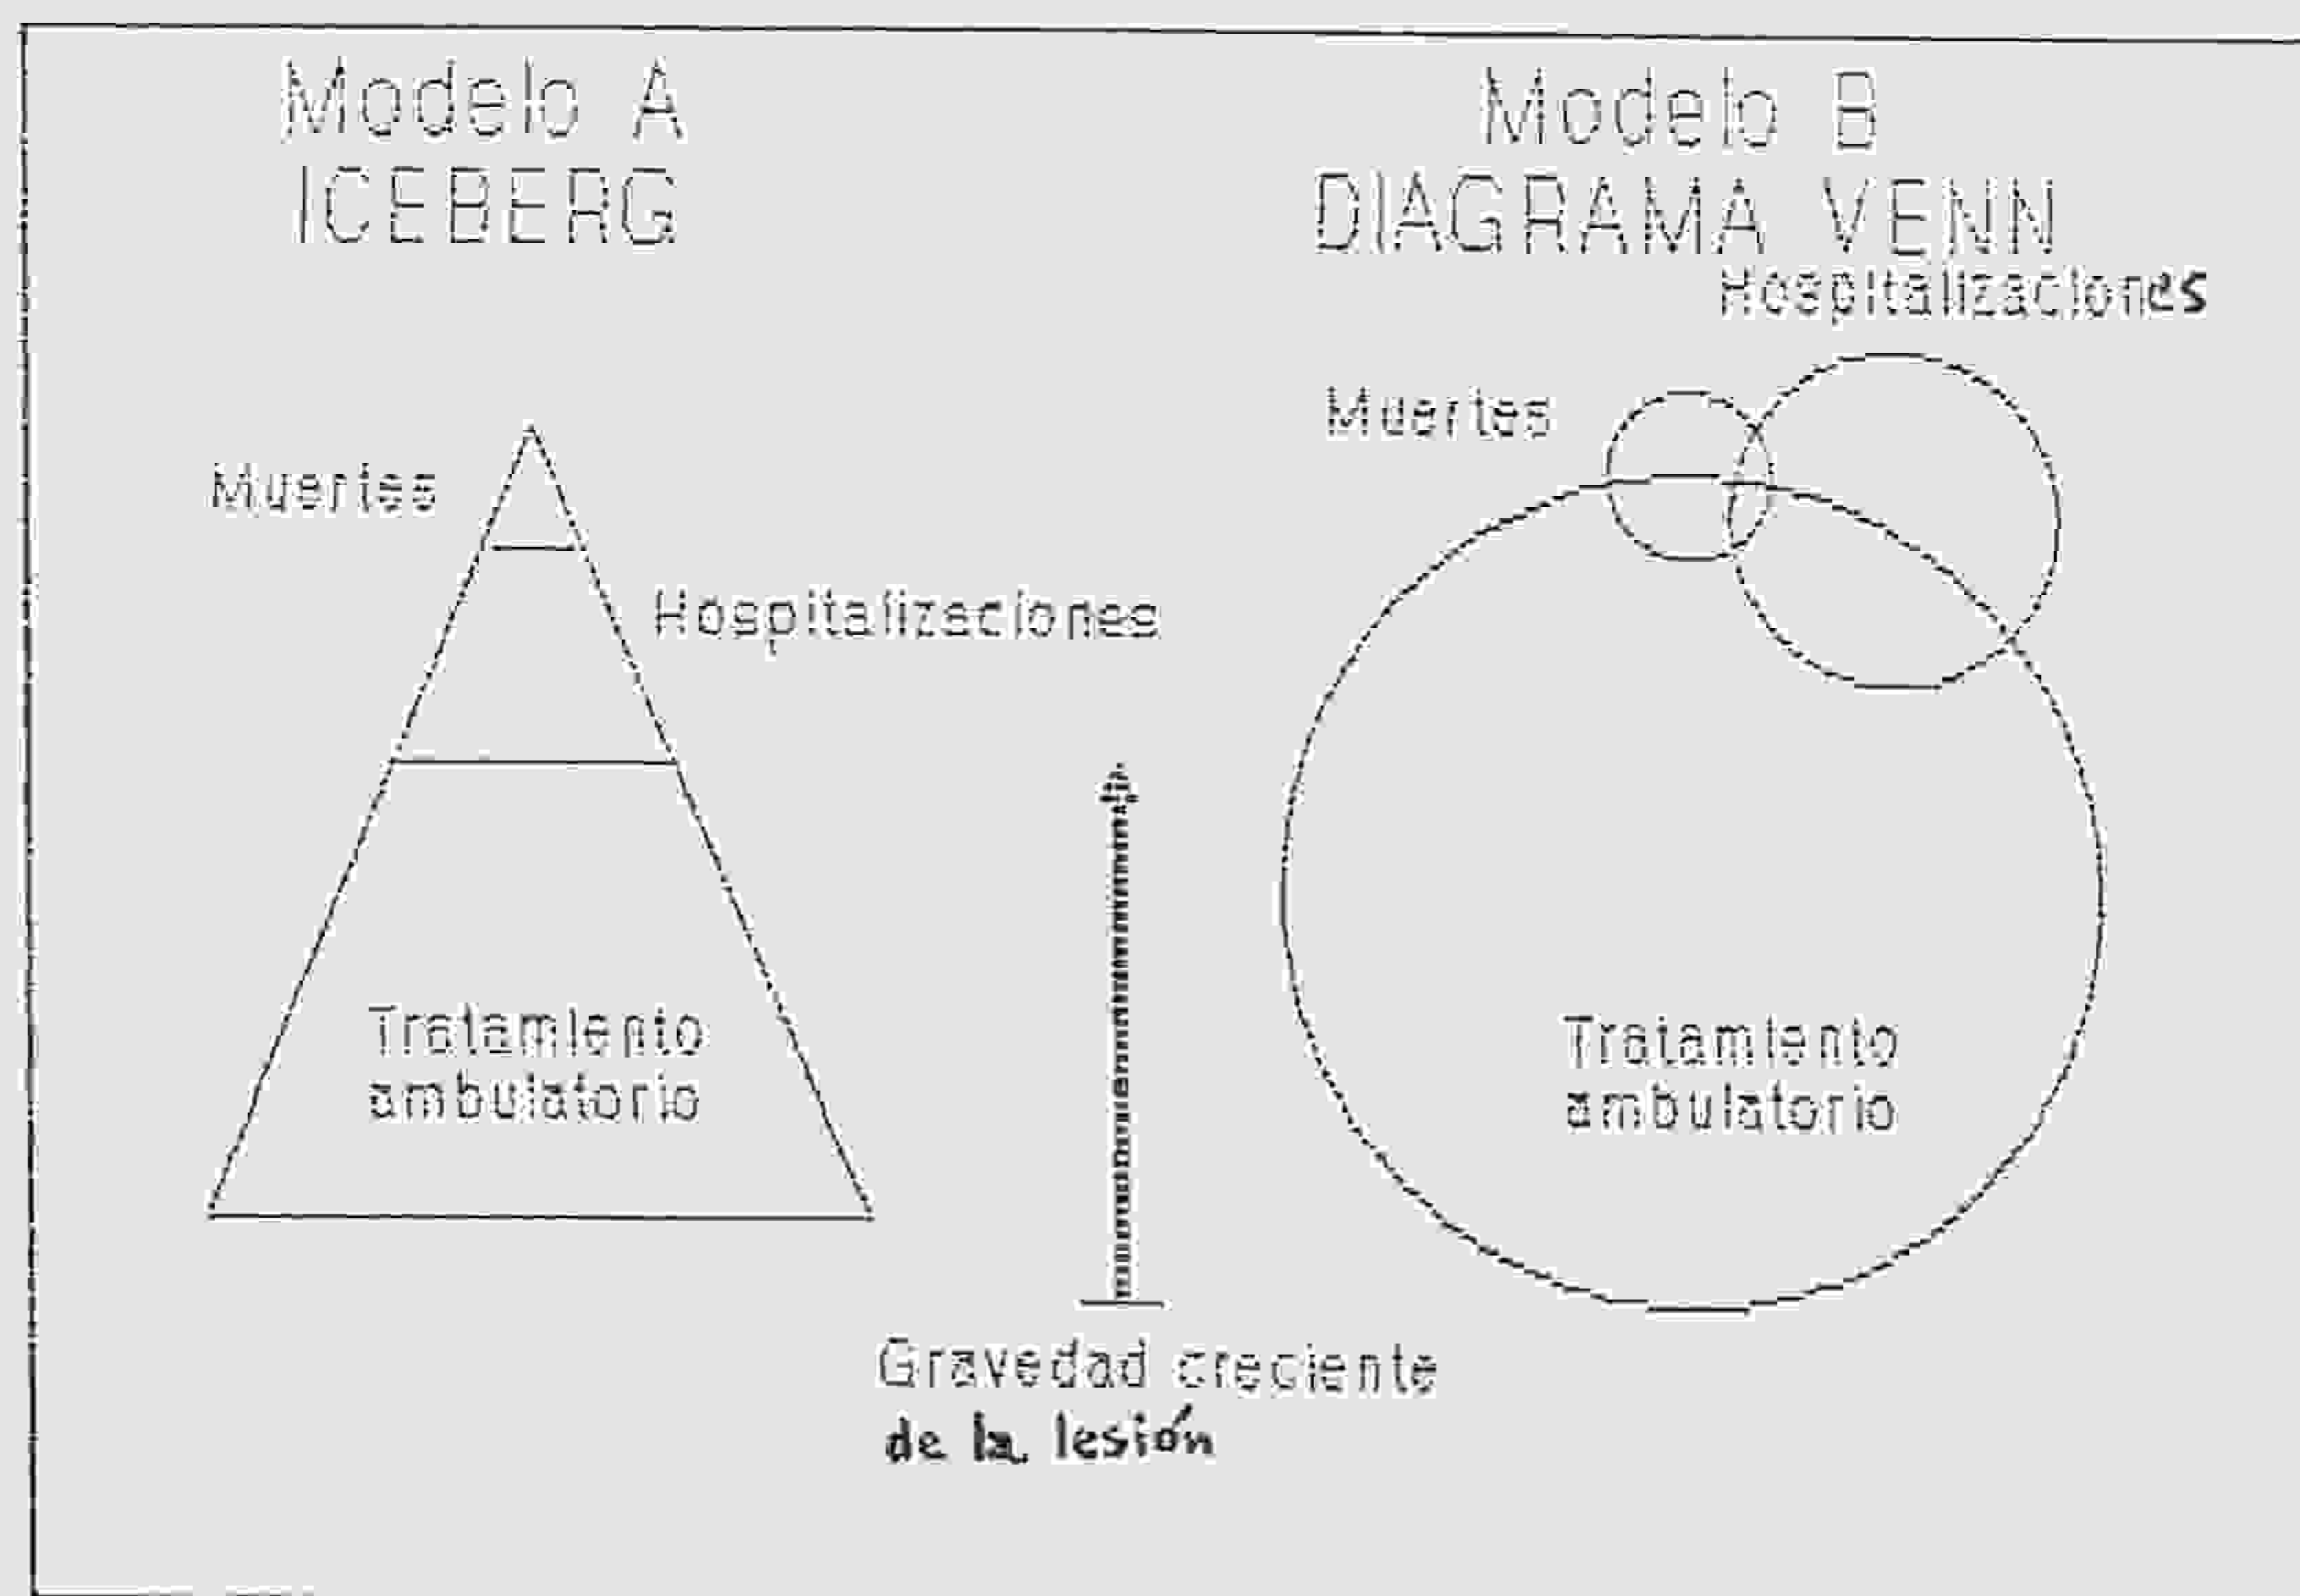 Modelo A
ICEBERG
Muertes
Hospitalizaciones
Tratamiento
ambulatorio
Gravedad creciente
de la lesión
Modelo B
DIAGRAMA VENN
Hospitalizaciones
Muertes
Tratamiento
ambulatorio